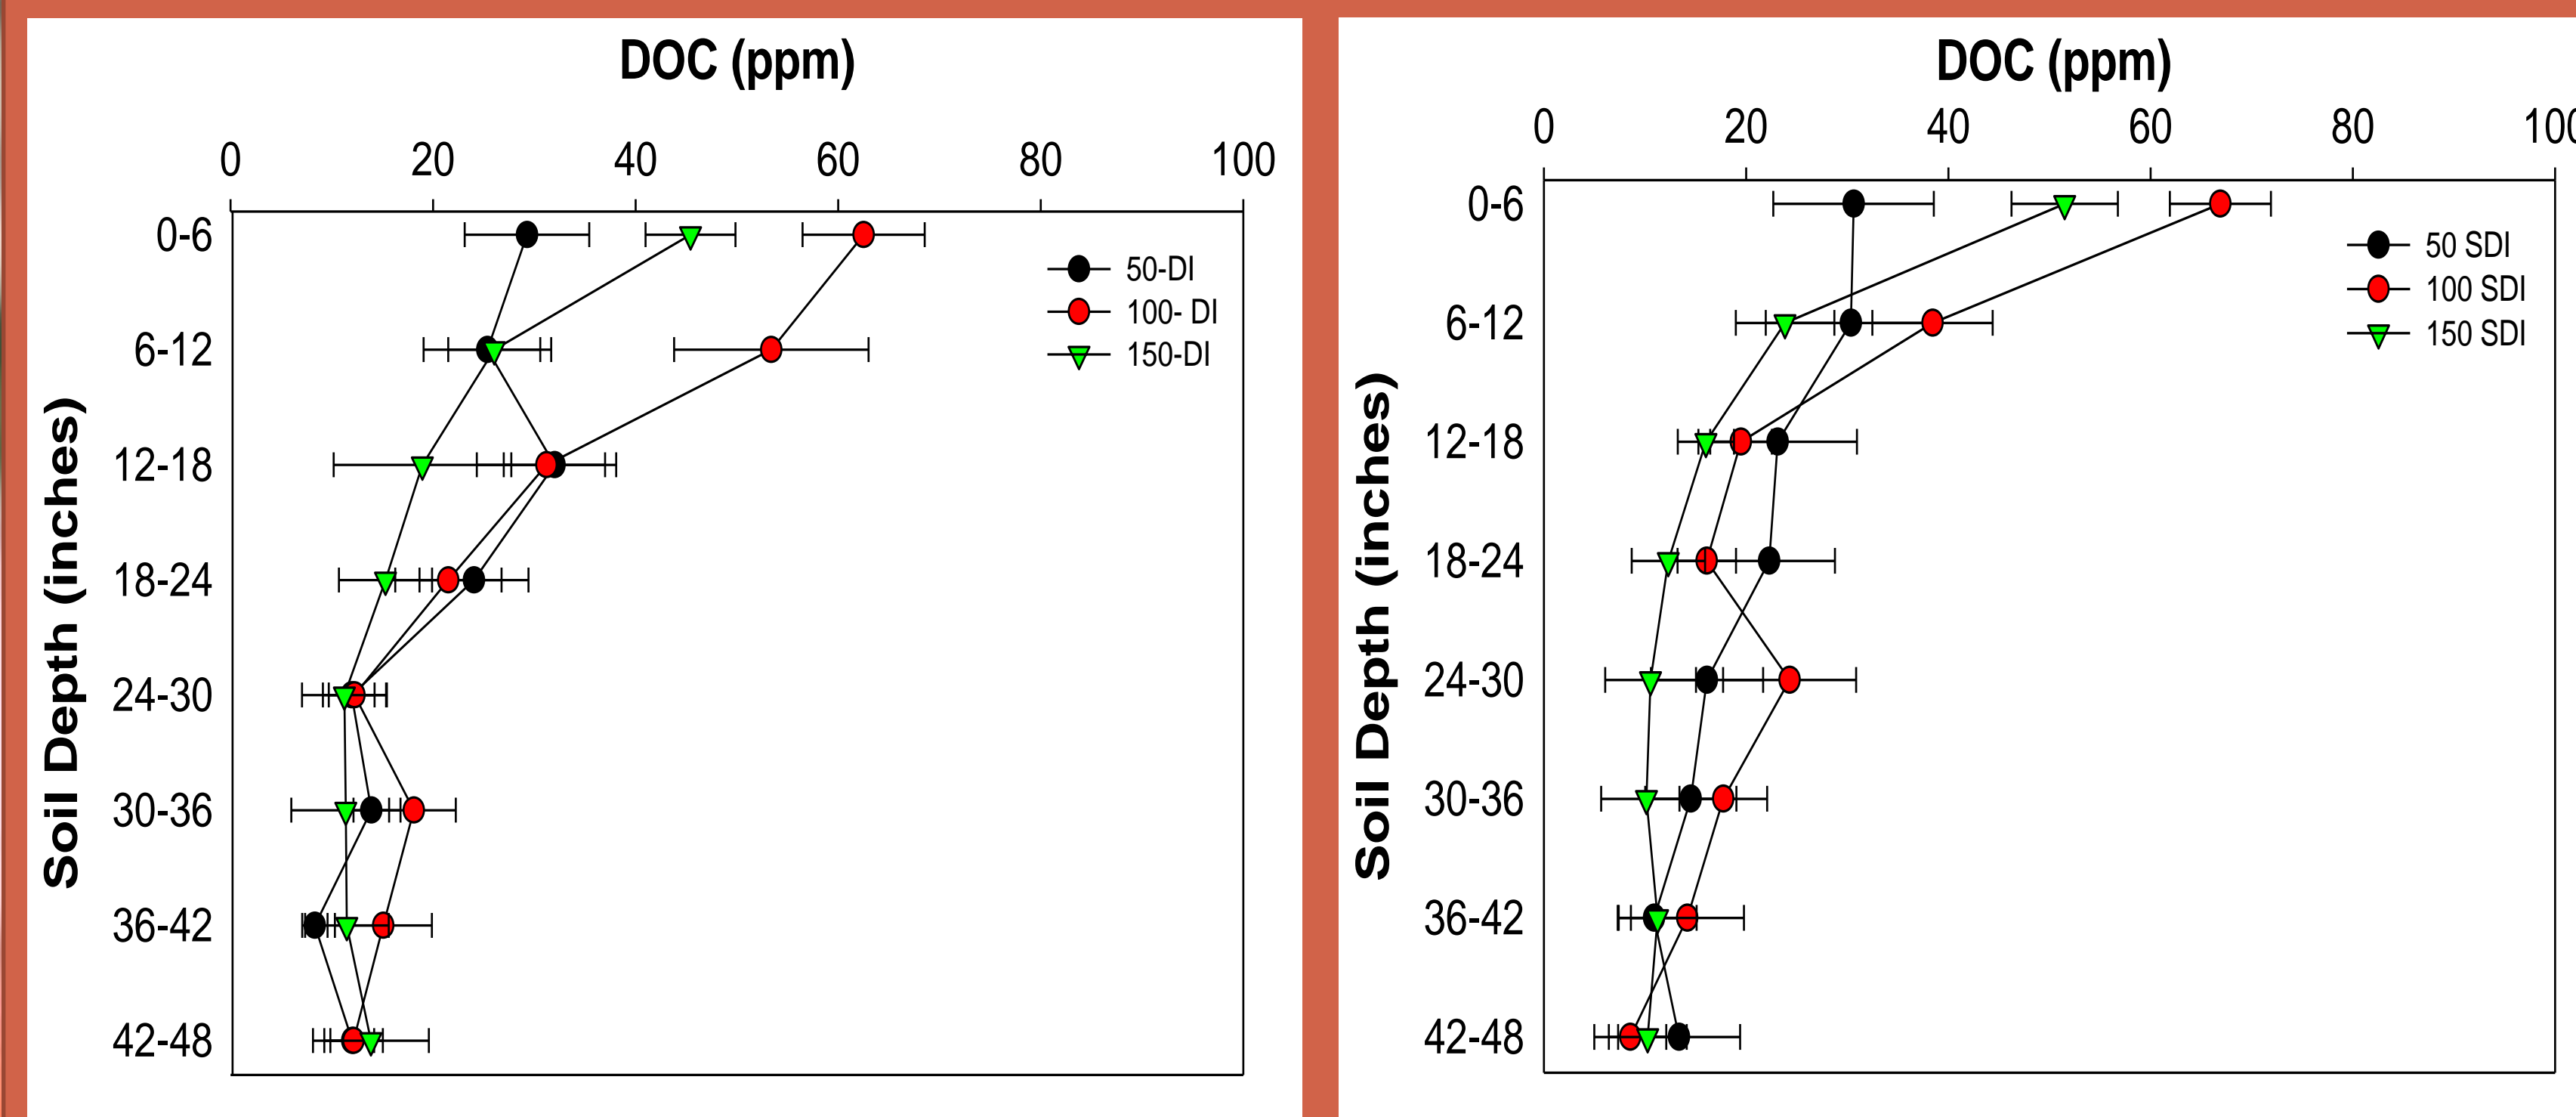 DOC (ppm)
0 20 40 60 80 100
0-6
6-12
12-18
18-24
24-30
30-36
36-42
42-48
Soil Depth (inches)
50-DI
100- DI
150-DI
DOC (ppm)
0 20 40 60 80 100
0-6
6-12
12-18
18-24
24-30
30-36
36-42
42-48
Soil Depth (inches)
50 SDI
100 SDI
150 SDI